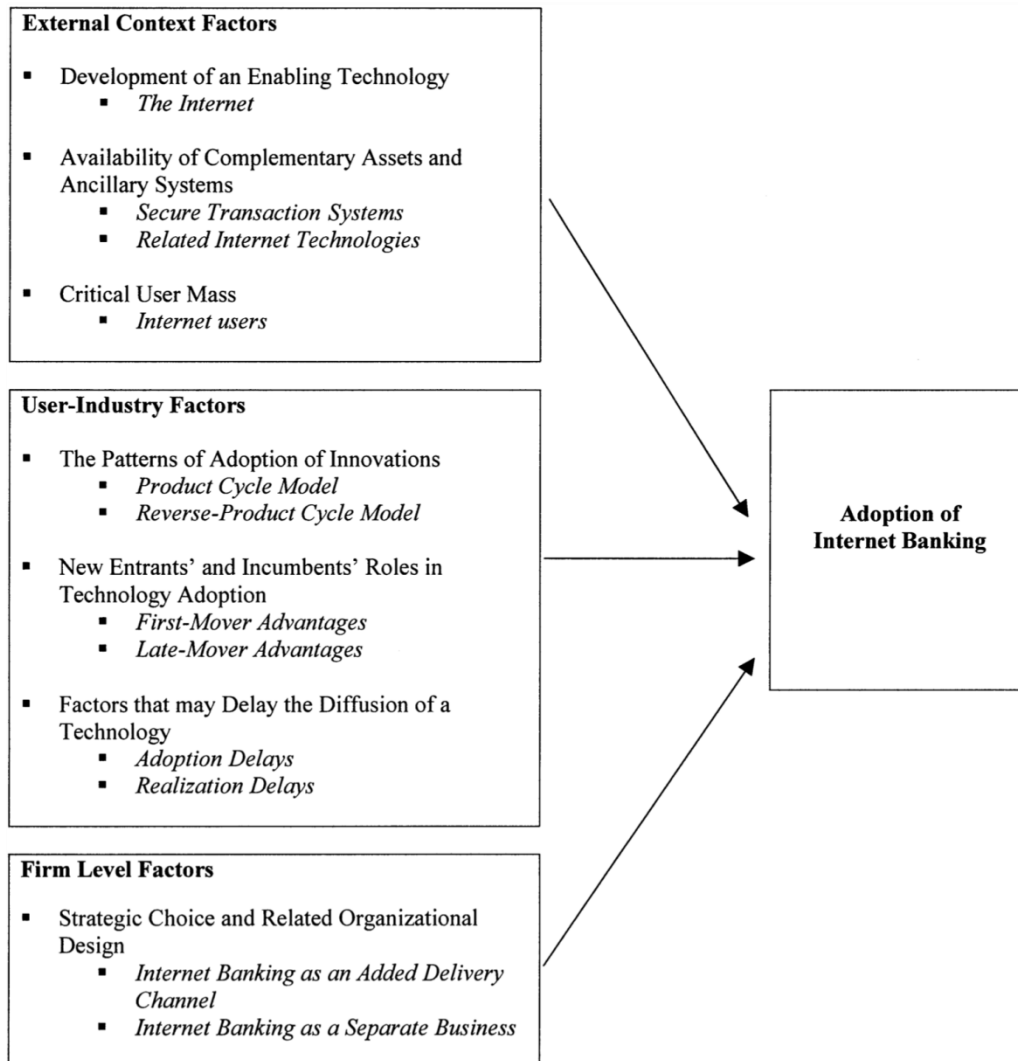 External Context Factors
▪ Development of an Enabling Technology
▪ The Internet
▪ Availability of Complementary Assets and
Ancillary Systems
▪ Secure Transaction Systems
▪ Related Internet Technologies
▪ Critical User Mass
▪ Internet users
User-Industry Factors
▪ The Patterns of Adoption of Innovations
▪ Product Cycle Model
▪ Reverse-Product Cycle Model
▪ New Entrants’ and Incumbents’ Roles in
Technology Adoption
▪ First-Mover Advantages
▪ Late-Mover Advantages
▪ Factors that may Delay the Diffusion of a
Technology
▪ Adoption Delays
▪ Realization Delays
Firm Level Factors
▪ Strategic Choice and Related Organizational
Design
▪ Internet Banking as an Added Delivery
Channel
▪ Internet Banking as a Separate Business
Adoption of
Internet Banking